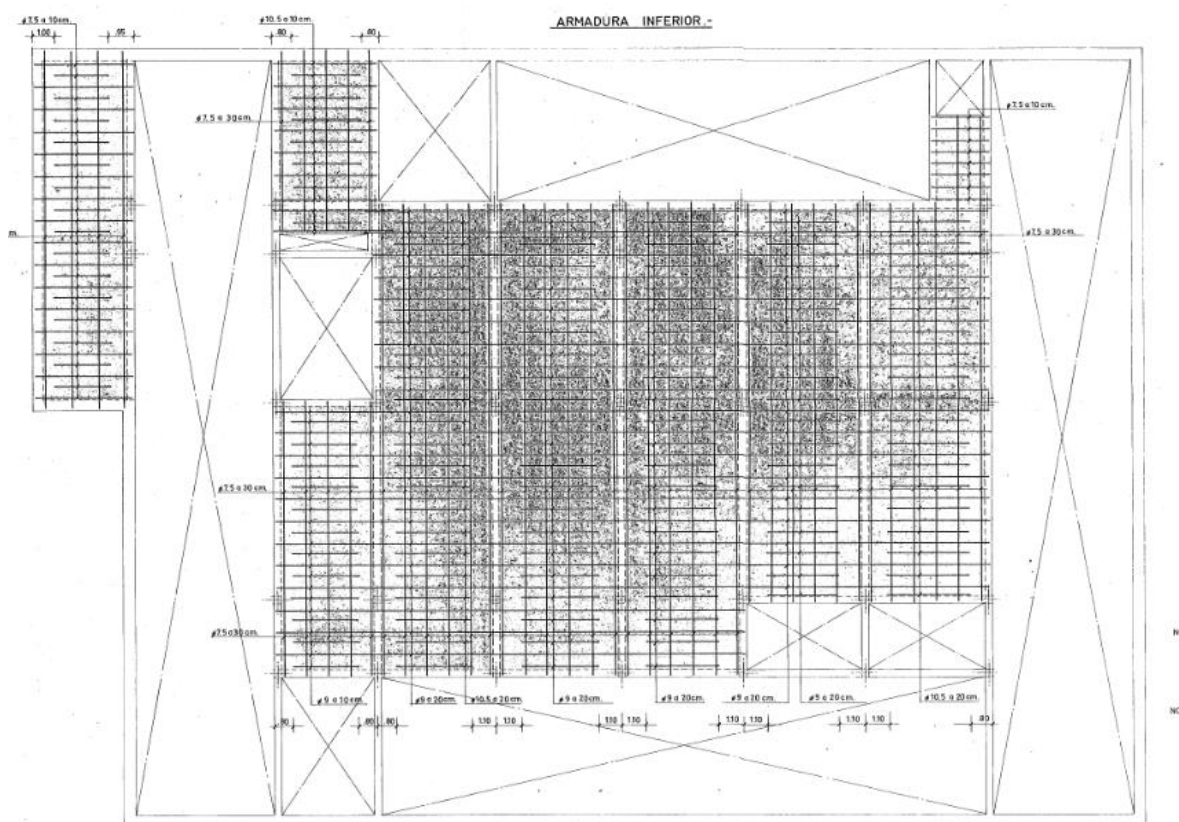 ARMADURA INFERIOR.-
ø7.5 a 10cm.
ø10.5 a 10cm.
1.00 .95 .80 .80
ø7.5 a 30cm.
ø7.5 a 10cm.
m.
ø7.5 a 30cm.
ø7.5 a 30cm.
ø7.5 a 30cm.
N
ø9 a 10cm. ø9 a 20cm. ø10.5 a 20cm. ø9 a 20cm. ø9 a 20cm. ø9 a 20cm. ø9 a 20cm. ø10.5 a 20cm.
NO
.80 .80 .80 1.10 1.10 1.10 1.10 1.10 1.10 1.10 1.10 .80